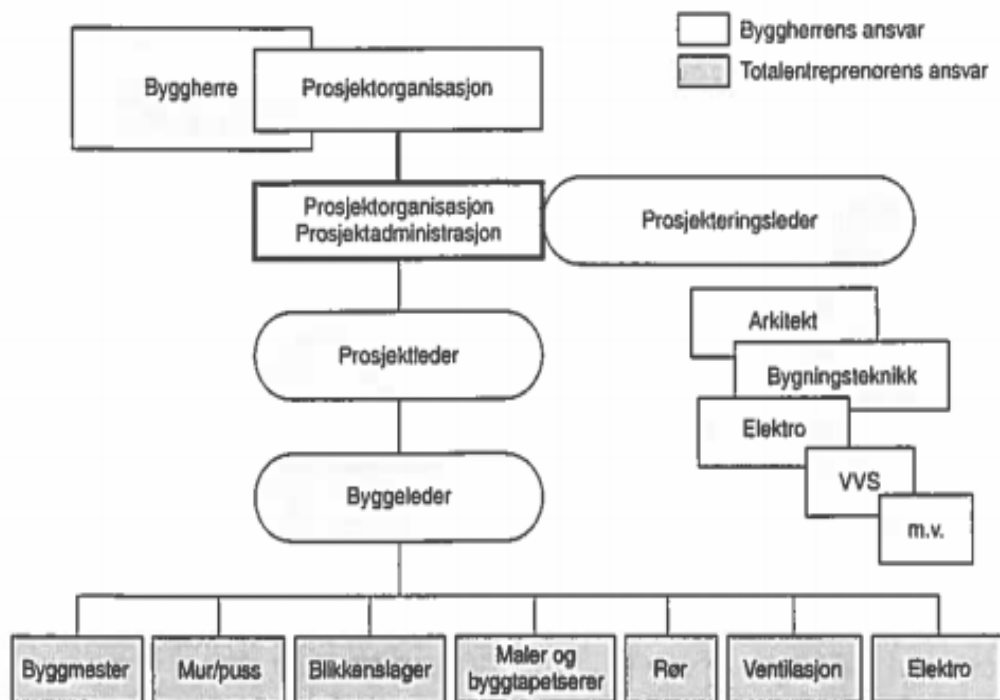 Byggherrens ansvar
Totalentreprenørens ansvar
Byggherre
Prosjektorganisasjon
Prosjektorganisasjon
Prosjektadministrasjon
Prosjekteringsleder
Prosjektleder
Byggeleder
Arkitekt
Bygningsteknikk
Elektro
VVS
m.v.
Byggmester
Mur/puss
Blikkenslager
Maler og
byggtapetserer
Rør
Ventilasjon
Elektro